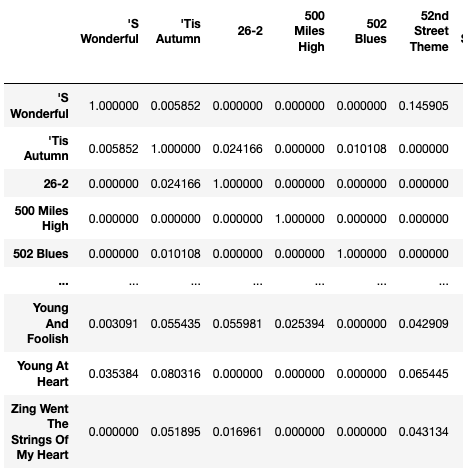 'S Wonderful 'Tis Autumn 26-2 500 Miles High 502 Blues 52nd Street Theme
'S Wonderful 1.000000 0.005852 0.000000 0.000000 0.000000 0.145905
'Tis Autumn 0.005852 1.000000 0.024166 0.000000 0.010108 0.000000
26-2 0.000000 0.024166 1.000000 0.000000 0.000000 0.000000
500 Miles High 0.000000 0.000000 0.000000 1.000000 0.000000 0.000000
502 Blues 0.000000 0.010108 0.000000 0.000000 1.000000 0.000000
... ... ... ... ... ... ...
Young And Foolish 0.003091 0.055435 0.055981 0.025394 0.000000 0.042909
Young At Heart 0.035384 0.080316 0.000000 0.000000 0.000000 0.065445
Zing Went The Strings Of My Heart 0.000000 0.051895 0.016961 0.000000 0.000000 0.043134